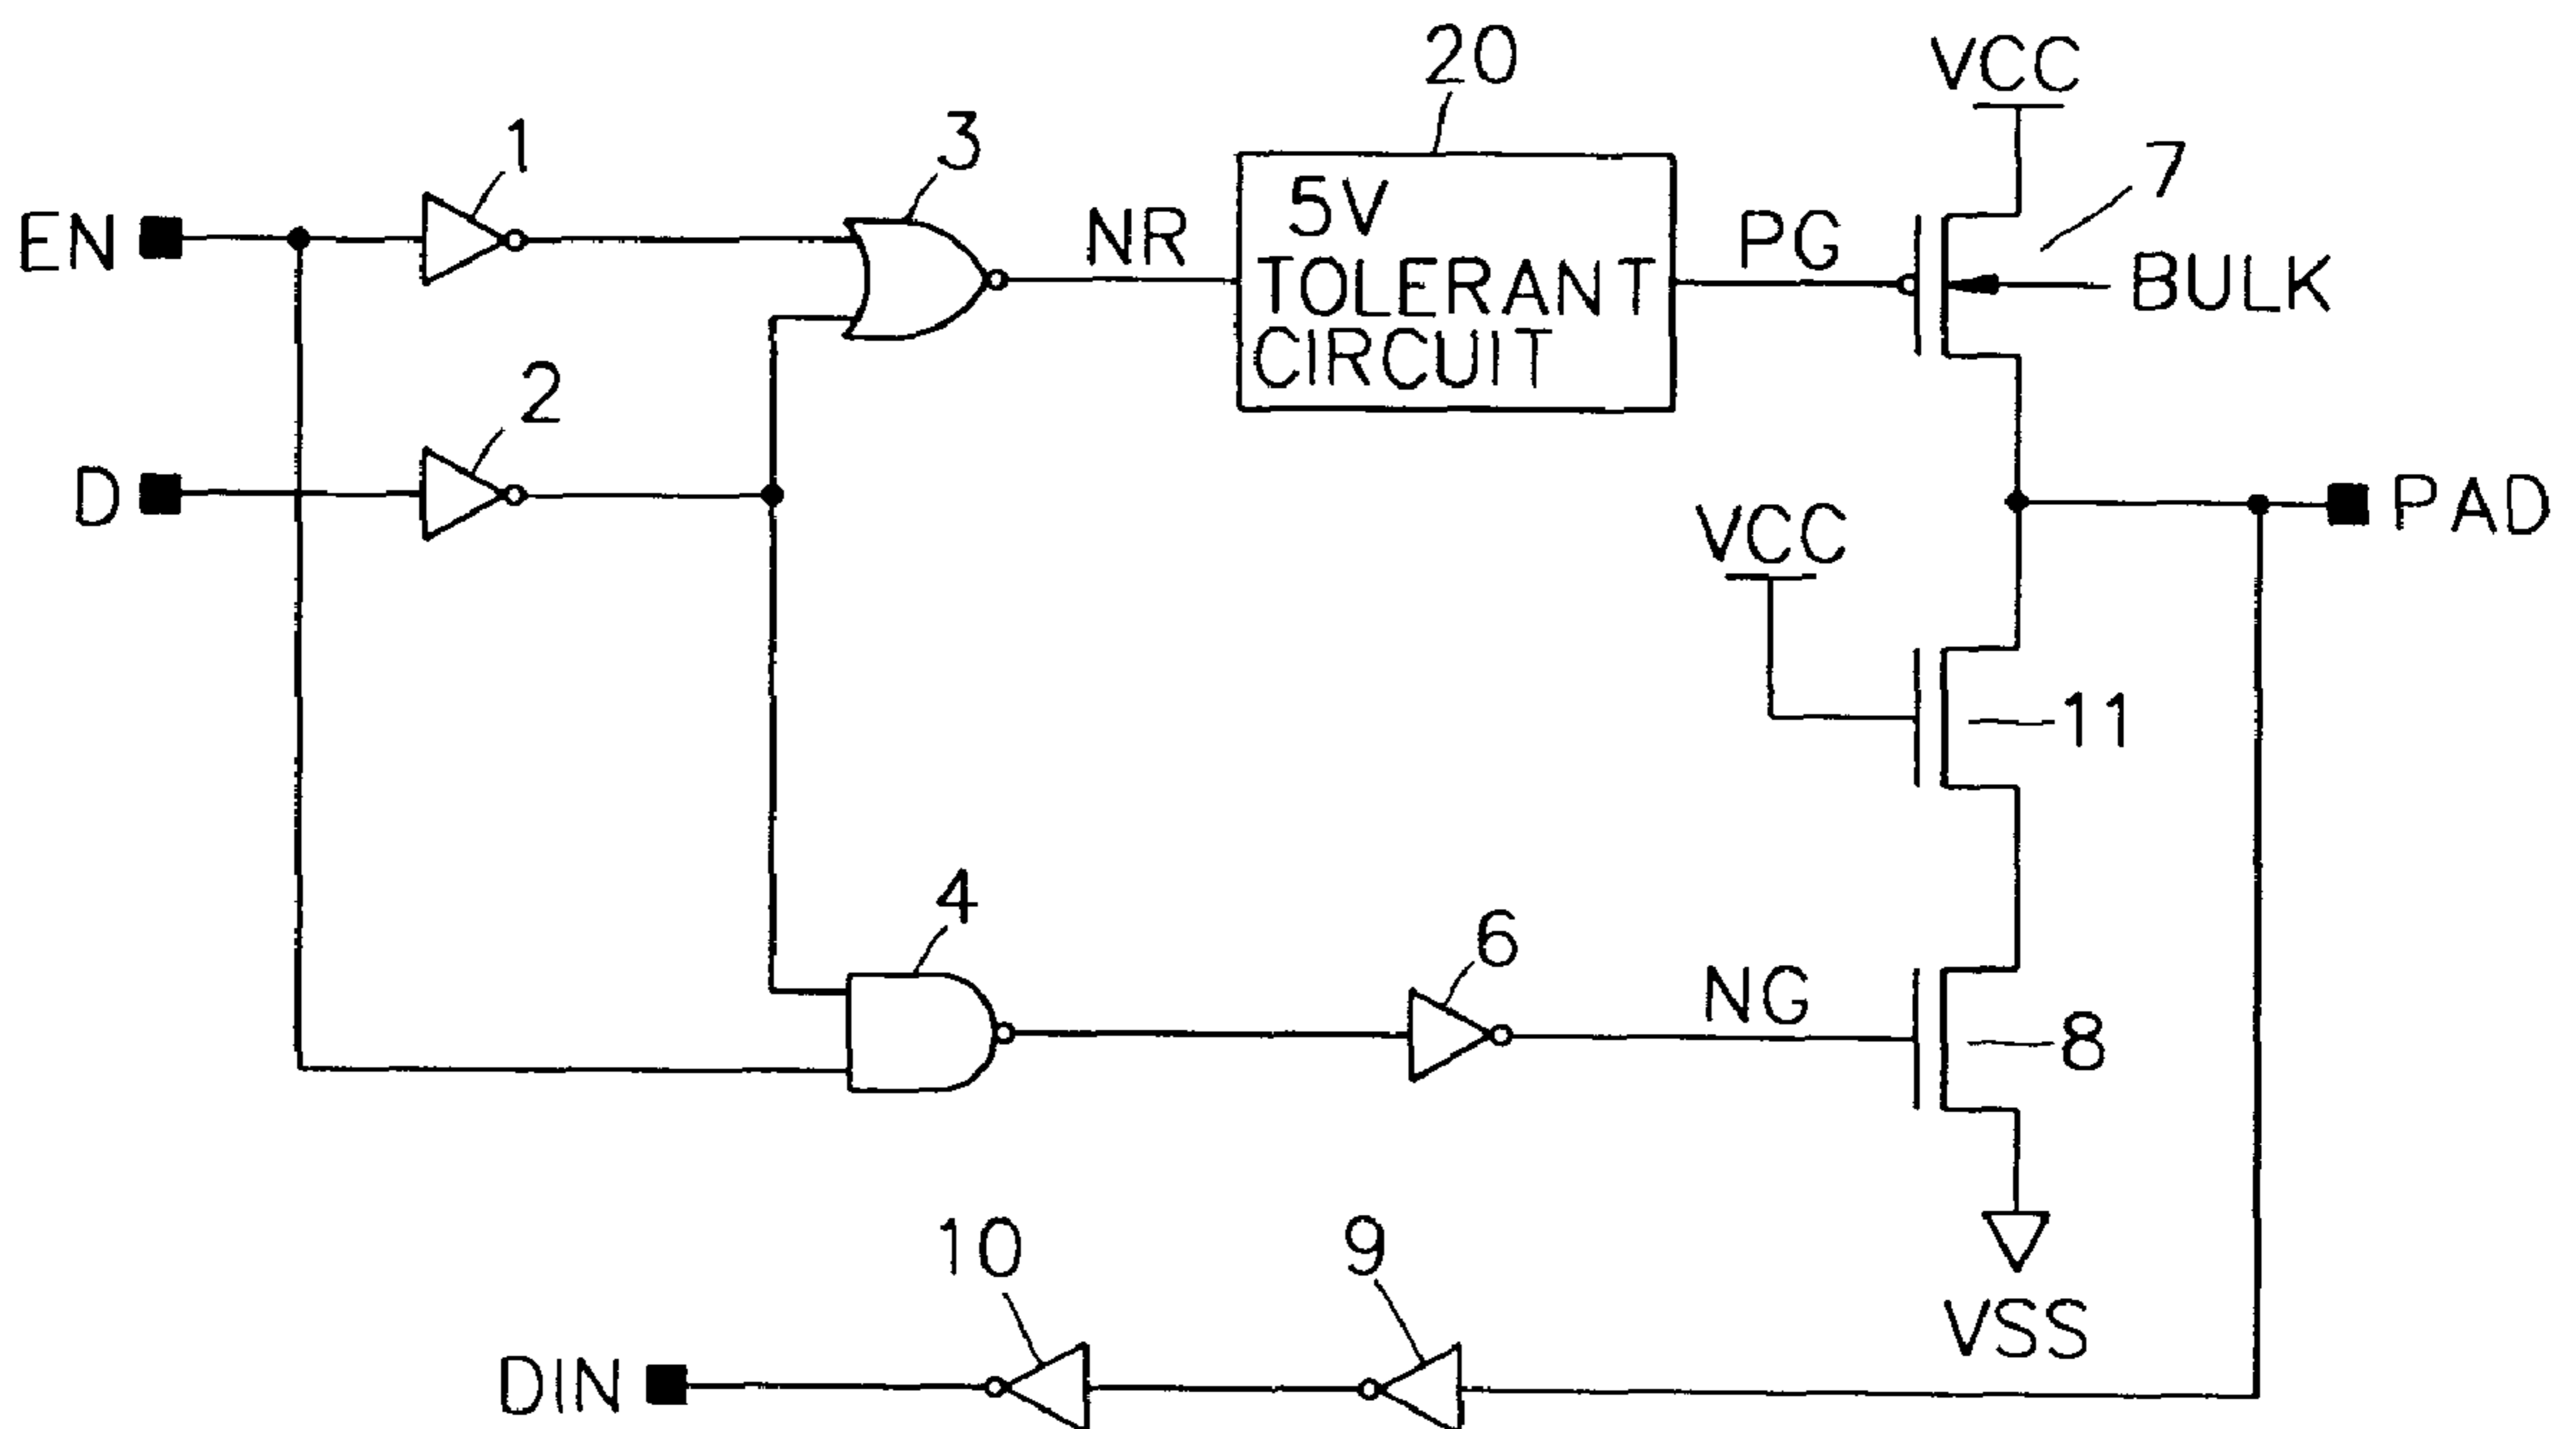 20
VCC
1
3
7
EN
NR
5V
TOLERANT
CIRCUIT
PG
BULK
2
D
VCC
PAD
11
4
6
NG
8
10
9
VSS
DIN